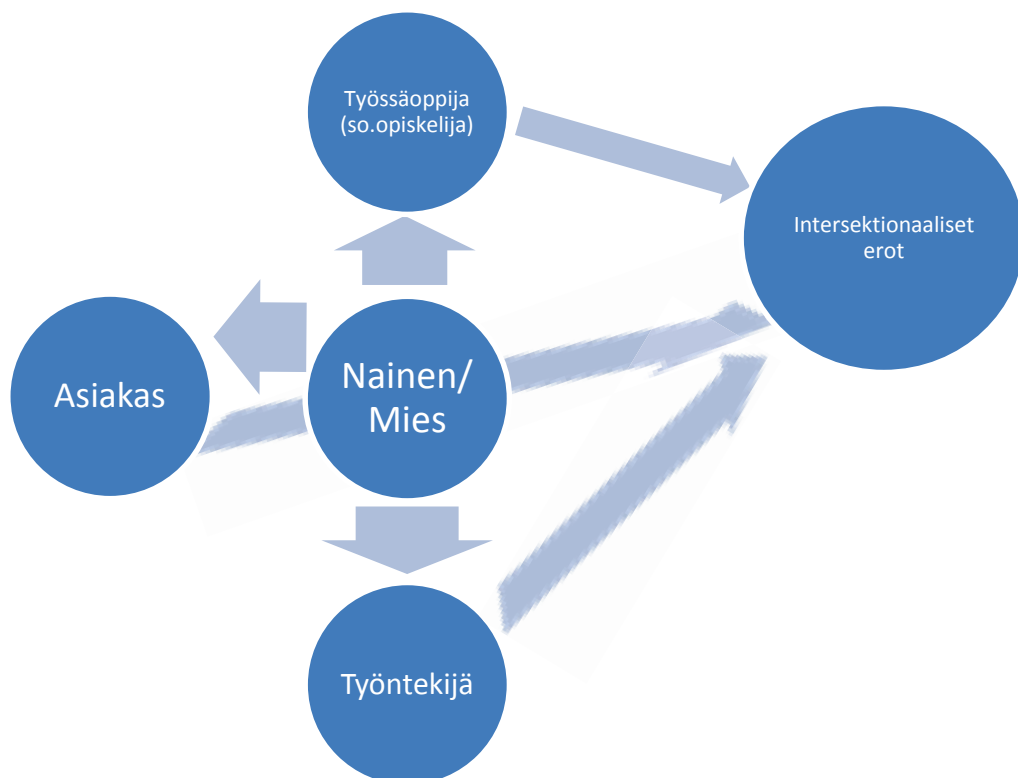 Työssäoppija
(so.opiskelija)
Intersektionaaliset
erot
Asiakas
Nainen/
Mies
Työntekijä